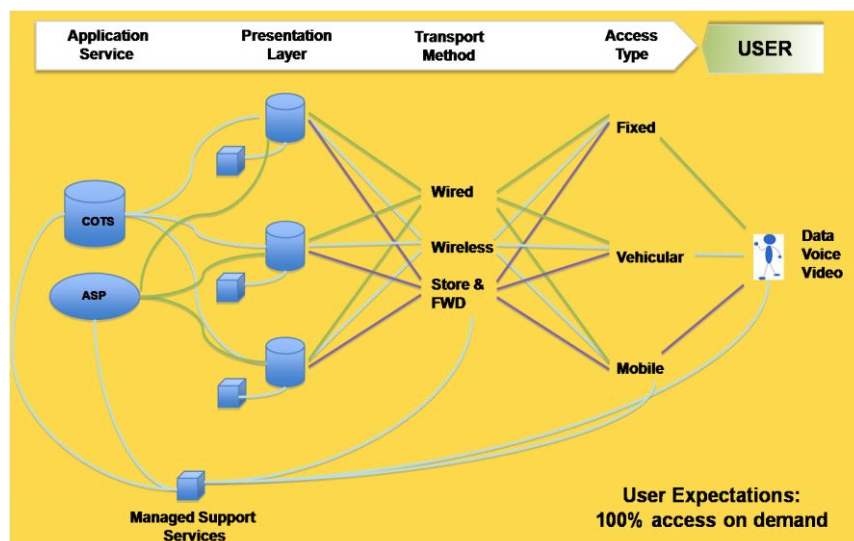 Application
Service
Presentation
Layer
Transport
Method
Access
Type
USER
COTS
ASP
Wired
Wireless
Store &
FWD
Fixed
Vehicular
Mobile
Data
Voice
Video
Managed Support
Services
User Expectations:
100% access on demand